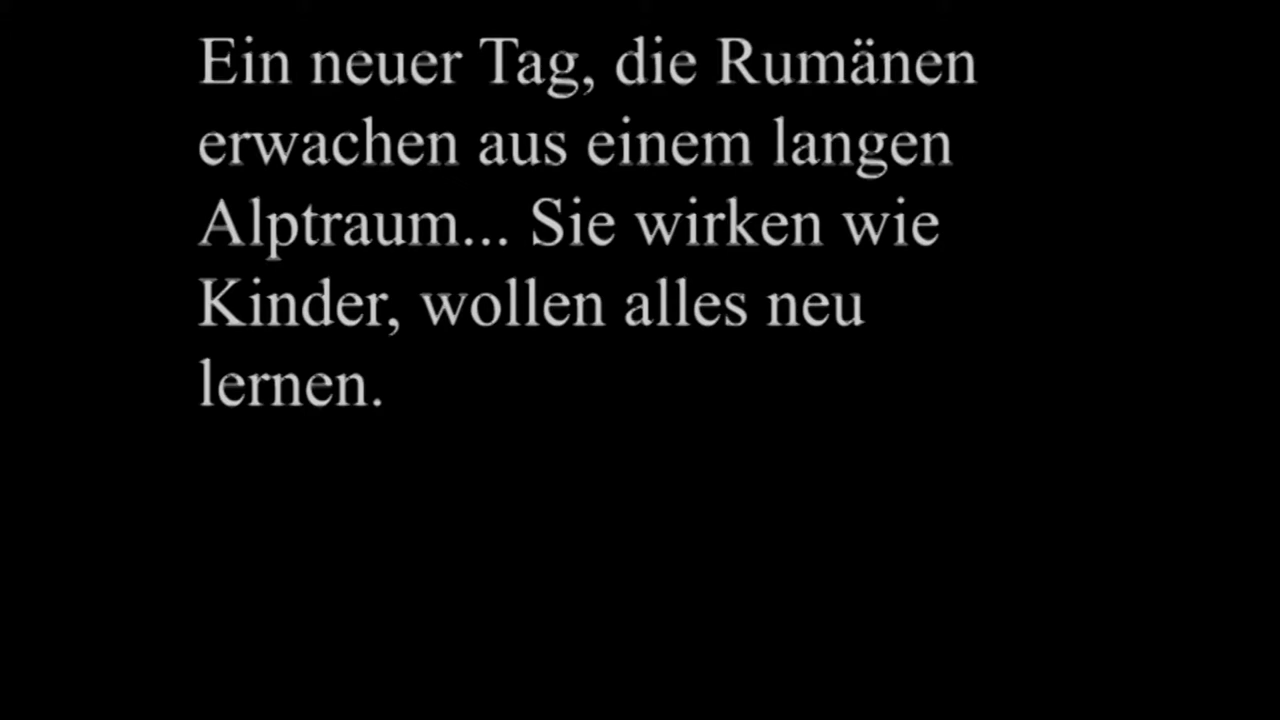 Ein neuer Tag, die Rumänen
erwachen aus einem langen
Alptraum... Sie wirken wie
Kinder, wollen alles neu
lernen.